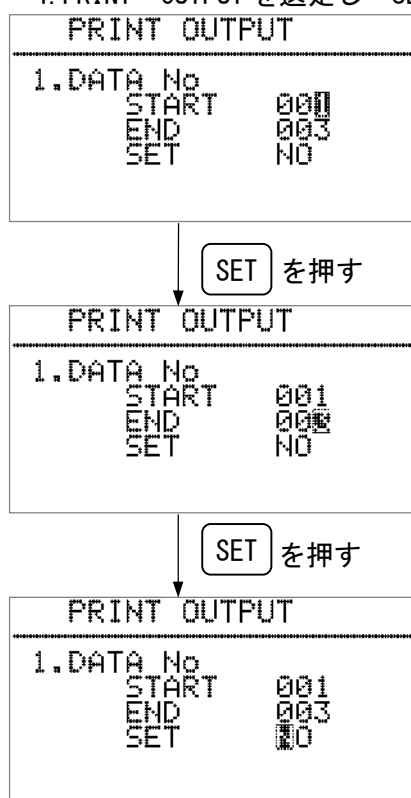 PRINT OUTPUT
1.DATA No
START 001
END 003
SET NO
SET を押す
PRINT OUTPUT
1.DATA No
START 001
END 003
SET NO
SET を押す
PRINT OUTPUT
1.DATA No
START 001
END 003
SET NO